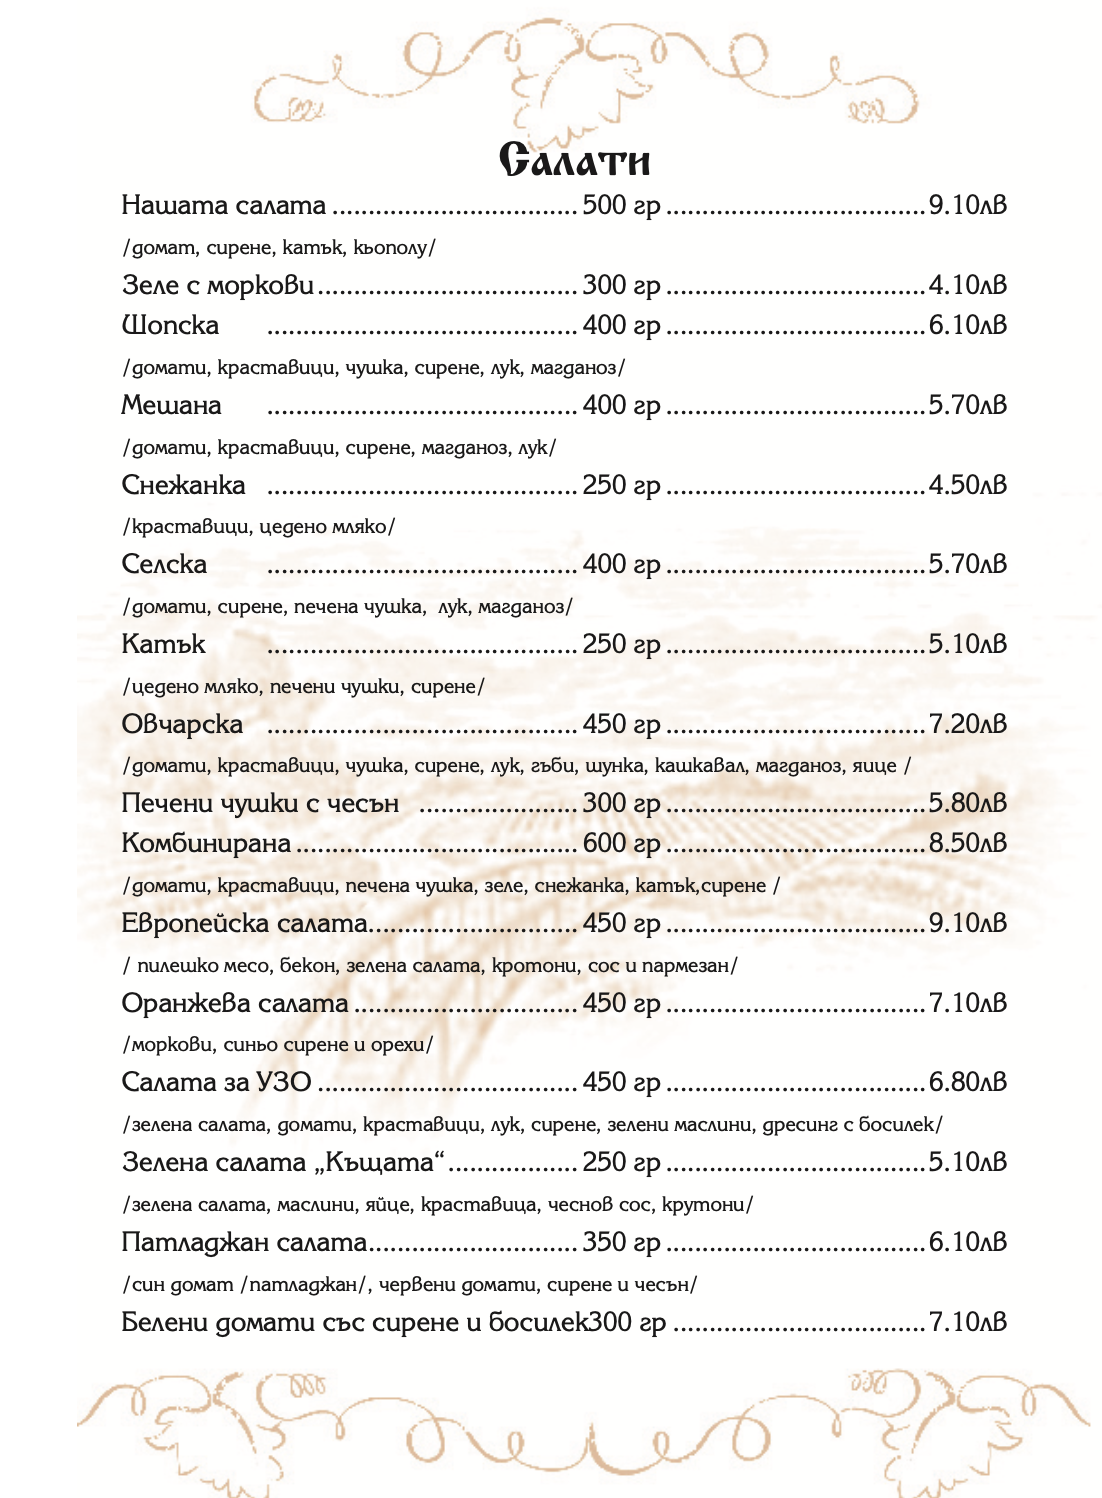 Салати
Нашата салата .................................. 500 гр .................................... 9.10лв
/домат, сирене, катък, кьополу/
Зеле с моркови .................................... 300 гр .................................... 4.10лв
Шопска ........................................... 400 гр .................................... 6.10лв
/домати, краставици, чушка, сирене, лук, магданоз/
Мешана ........................................... 400 гр .................................... 5.70лв
/домати, краставици, сирене, магданоз, лук/
Снежанка ........................................... 250 гр .................................... 4.50лв
/краставици, цедено мляко/
Селска ........................................... 400 гр .................................... 5.70лв
/домати, сирене, печена чушка, лук, магданоз/
Катък ........................................... 250 гр .................................... 5.10лв
/цедено мляко, печени чушки, сирене/
Овчарска ........................................... 450 гр .................................... 7.20лв
/домати, краставици, чушка, сирене, лук, гъби, шунка, кашкавал, магданоз, яице /
Печени чушки с чесън ...................... 300 гр .................................... 5.80лв
Комбинирана ....................................... 600 гр .................................... 8.50лв
/домати, краставици, печена чушка, зеле, снежанка, катък,сирене /
Европейска салата............................. 450 гр .................................... 9.10лв
/ пилешко месо, бекон, зелена салата, кротони, сос и пармезан/
Оранжева салата ............................... 450 гр .................................... 7.10лв
/моркови, синьо сирене и орехи/
Салата за УЗО .................................... 450 гр .................................... 6.80лв
/зелена салата, домати, краставици, лук, сирене, зелени маслини, дресинг с босилек/
Зелена салата „Къщата“.................. 250 гр .................................... 5.10лв
/зелена салата, маслини, яйце, краставица, чеснов сос, крутони/
Патладжан салата............................. 350 гр .................................... 6.10лв
/син домат /патладжан/, червени домати, сирене и чесън/
Белени домати със сирене и босилек300 гр ................................... 7.10лв